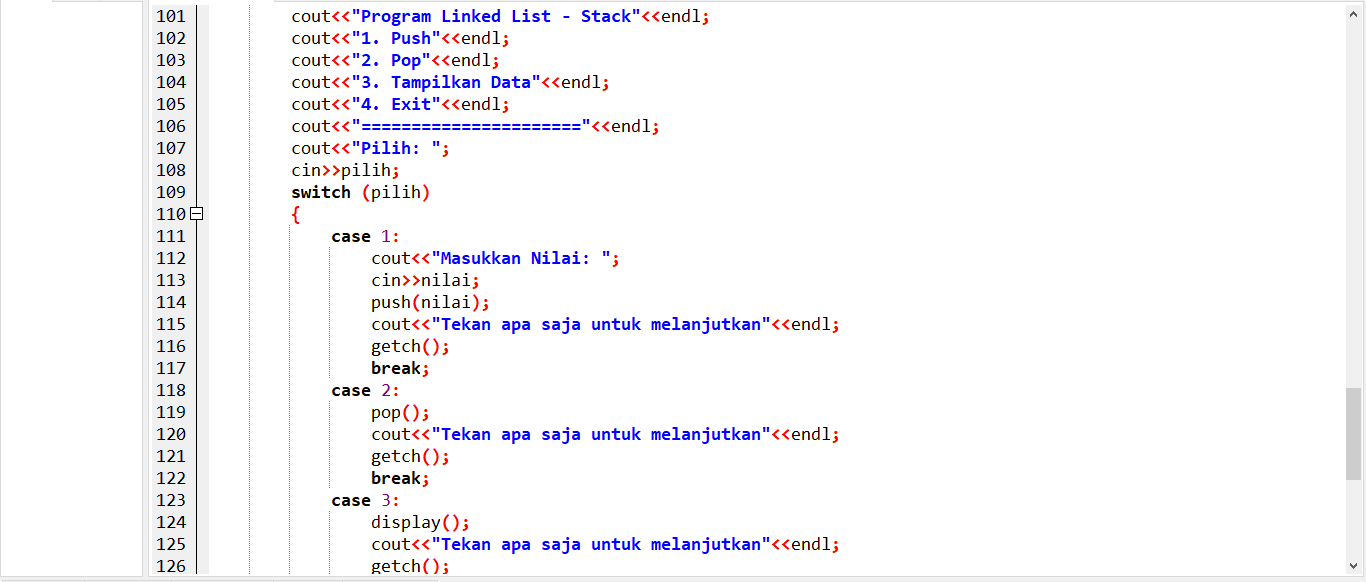 101 cout<<"Program Linked List - Stack"<<endl;
102 cout<<"1. Push"<<endl;
103 cout<<"2. Pop"<<endl;
104 cout<<"3. Tampilkan Data"<<endl;
105 cout<<"4. Exit"<<endl;
106 cout<<"======================"<<endl;
107 cout<<"Pilih: ";
108 cin>>pilih;
109 switch (pilih)
110 {
111 case 1:
112 cout<<"Masukkan Nilai: ";
113 cin>>nilai;
114 push(nilai);
115 cout<<"Tekan apa saja untuk melanjutkan"<<endl;
116 getch();
117 break;
118 case 2:
119 pop();
120 cout<<"Tekan apa saja untuk melanjutkan"<<endl;
121 getch();
122 break;
123 case 3:
124 display();
125 cout<<"Tekan apa saja untuk melanjutkan"<<endl;
126 getch();